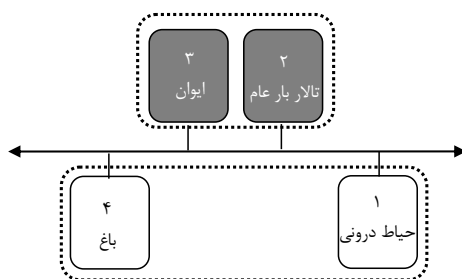 ۳
ایوان
۲
تالار بار عام
۴
باغ
۱
حیاط درونی